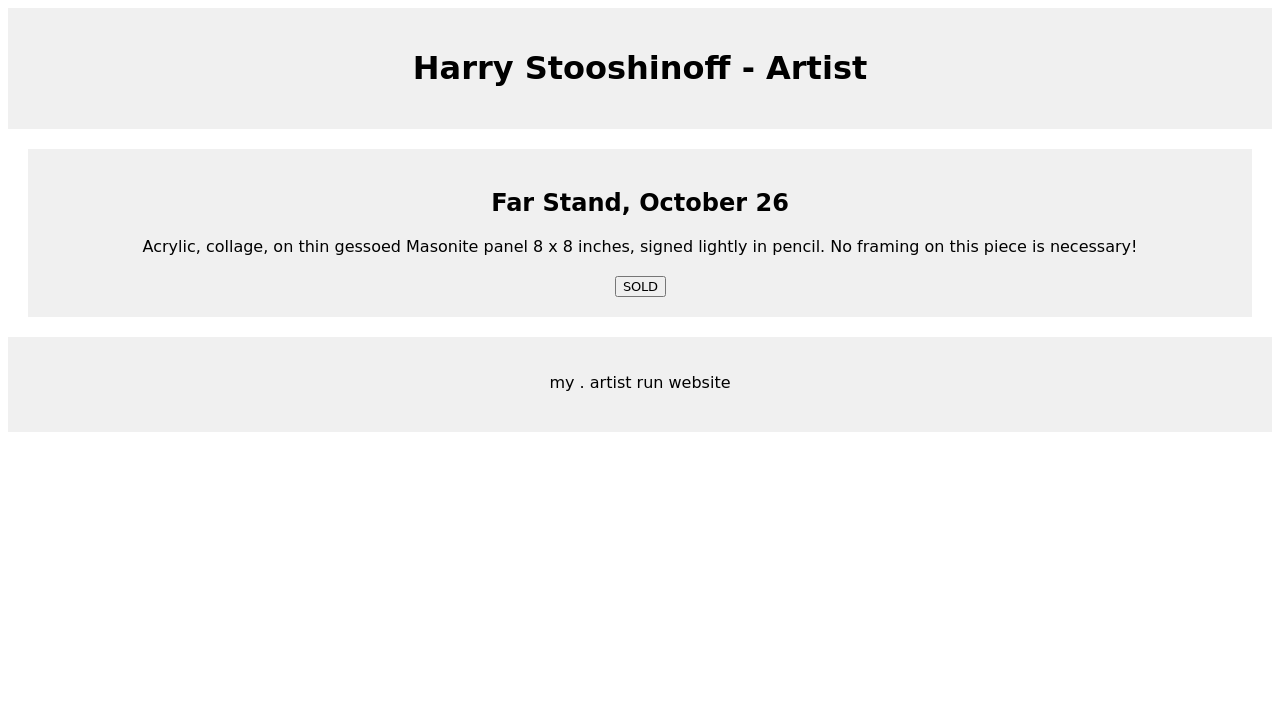 Harry Stooshinoff - Artist
Far Stand, October 26
Acrylic, collage, on thin gessoed Masonite panel 8 x 8 inches, signed lightly in pencil. No framing on this piece is necessary!
SOLD
my . artist run website